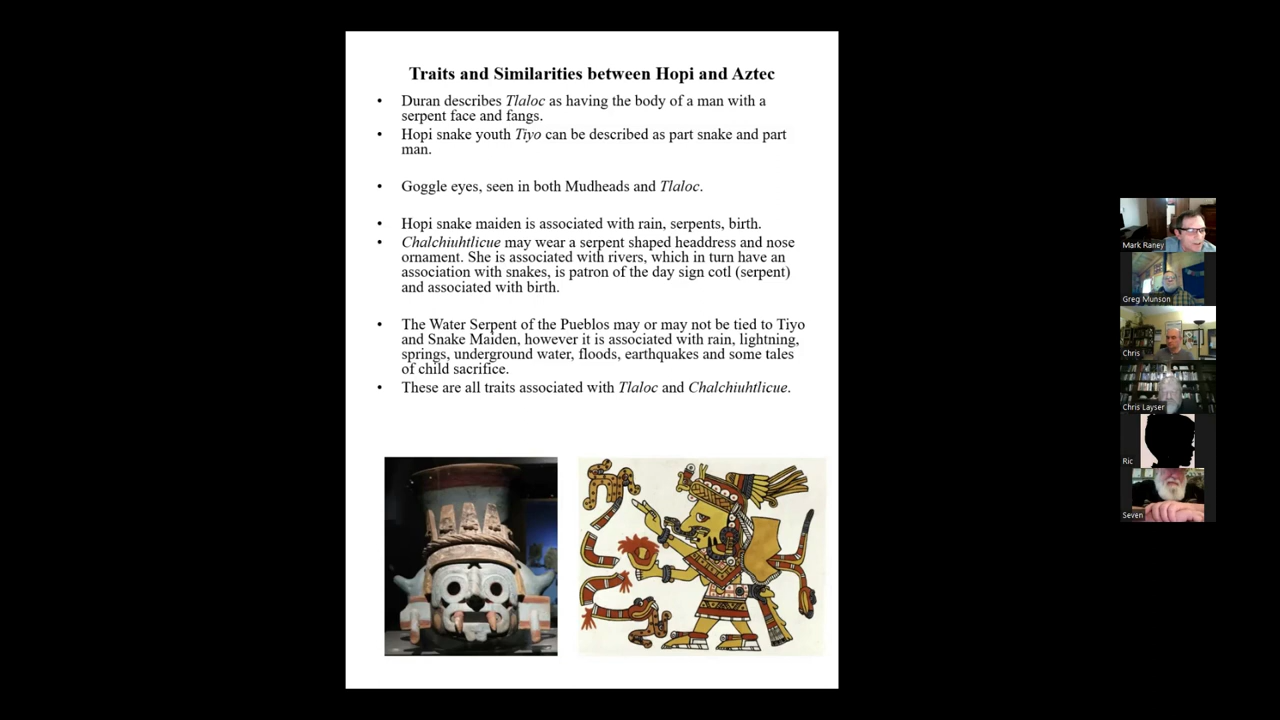 Traits and Similarities between Hopi and Aztec
• Duran describes Tlaloc as having the body of a man with a
serpent face and fangs.
• Hopi snake youth Tiyo can be described as part snake and part
man.
• Goggle eyes, seen in both Mudheads and Tlaloc.
• Hopi snake maiden is associated with rain, serpents, birth.
• Chalchiuhtlicue may wear a serpent shaped headdress and nose
ornament. She is associated with rivers, which in turn have an
association with snakes, is patron of the day sign cotl (serpent)
and associated with birth.
• The Water Serpent of the Pueblos may or may not be tied to Tiyo
and Snake Maiden, however it is associated with rain, lightning,
springs, underground water, floods, earthquakes and some tales
of child sacrifice.
• These are all traits associated with Tlaloc and Chalchiuhtlicue.
Mark Raney
Greg Munson
Chris
Chris Layser
Ric
Seven